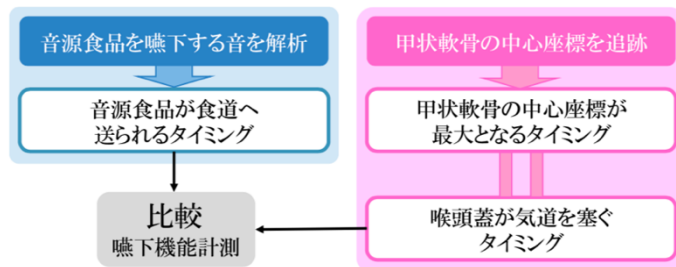 音源食品を嚥下する音を解析
音源食品が食道へ
送られるタイミング
比較
嚥下機能計測
甲状軟骨の中心座標を追跡
甲状軟骨の中心座標が
最大となるタイミング
喉頭蓋が気道を塞ぐ
タイミング